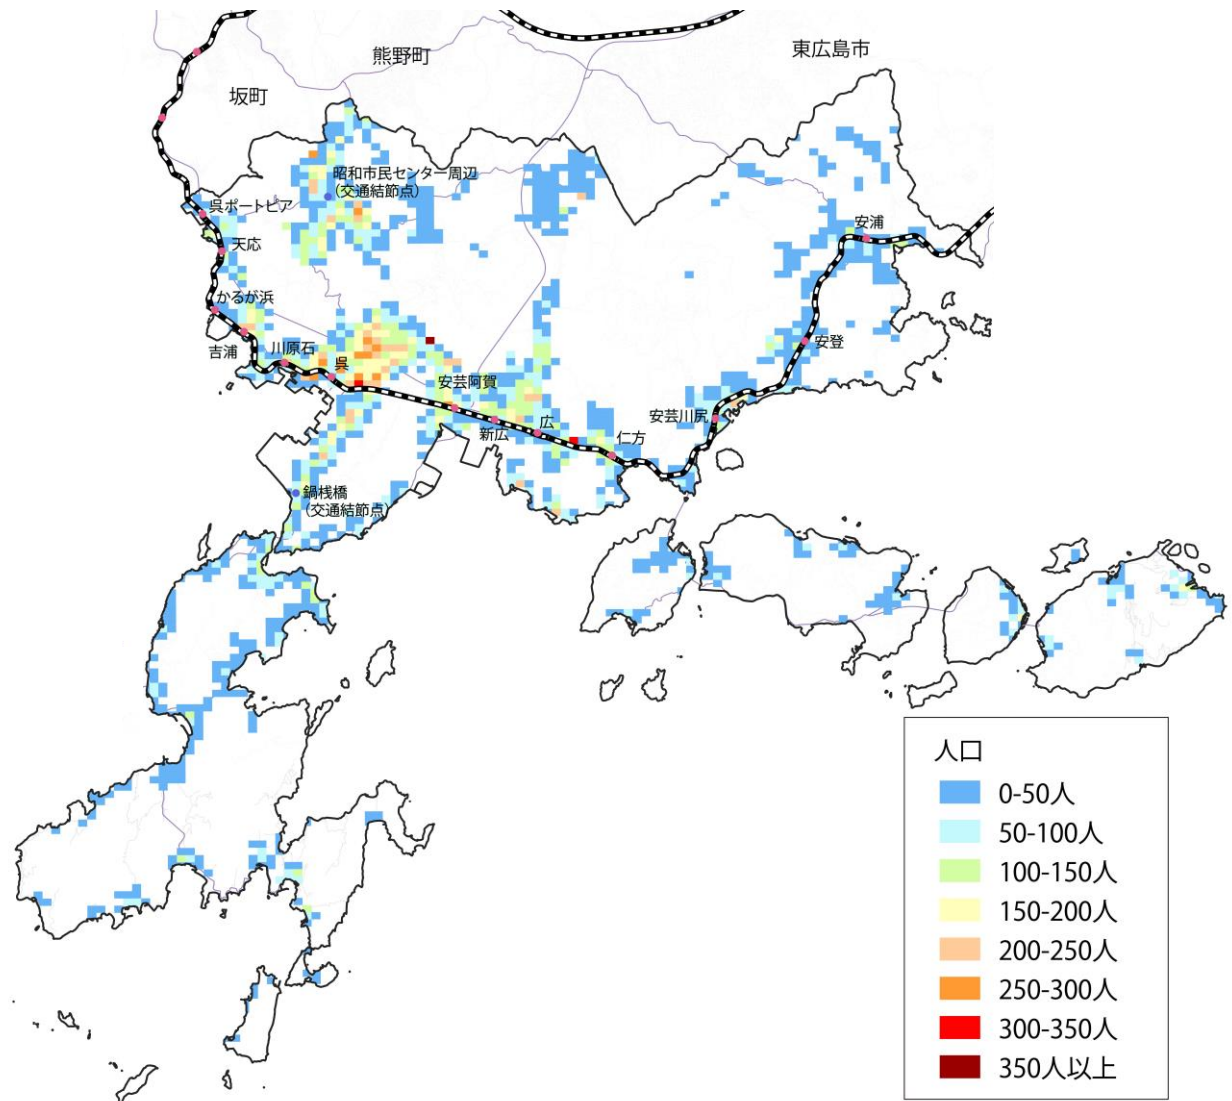 熊野町
東広島市
坂町
昭和市民センター周辺
（交通結節点）
呉ポートピア
安浦
天応
かるが浜
吉浦
川原石
呉
安登
安芸阿賀
安芸川尻
新広
広
仁方
鍋桟橋
（交通結節点）
人口
0-50人
50-100人
100-150人
150-200人
200-250人
250-300人
300-350人
350人以上